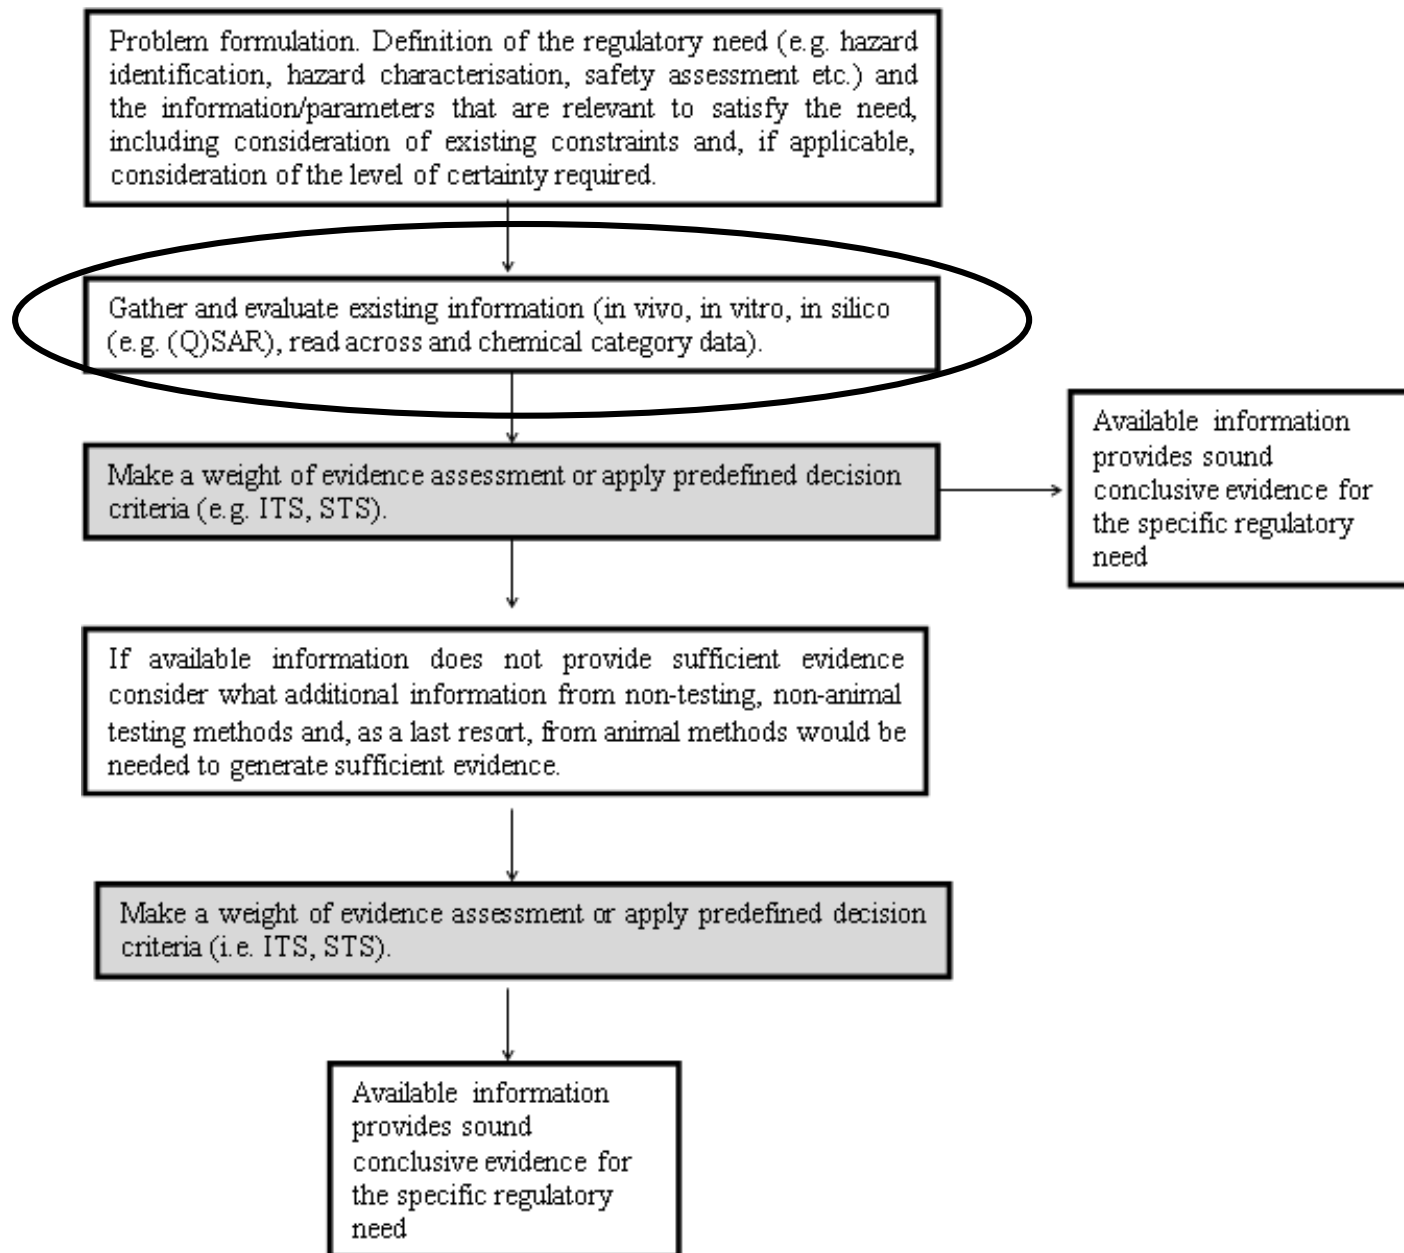 Problem formulation. Definition of the regulatory need (e.g. hazard
identification, hazard characterisation, safety assessment etc.) and
the information/parameters that are relevant to satisfy the need,
including consideration of existing constraints and, if applicable,
consideration of the level of certainty required.
Gather and evaluate existing information (in vivo, in vitro, in silico
(e.g. (Q)SAR), read across and chemical category data).
Make a weight of evidence assessment or apply predefined decision
criteria (e.g. ITS, STS).
Available information
provides sound
conclusive evidence for
the specific regulatory
need
If available information does not provide sufficient evidence
consider what additional information from non-testing, non-animal
testing methods and, as a last resort, from animal methods would be
needed to generate sufficient evidence.
Make a weight of evidence assessment or apply predefined decision
criteria (i.e. ITS, STS).
Available information
provides sound
conclusive evidence for
the specific regulatory
need